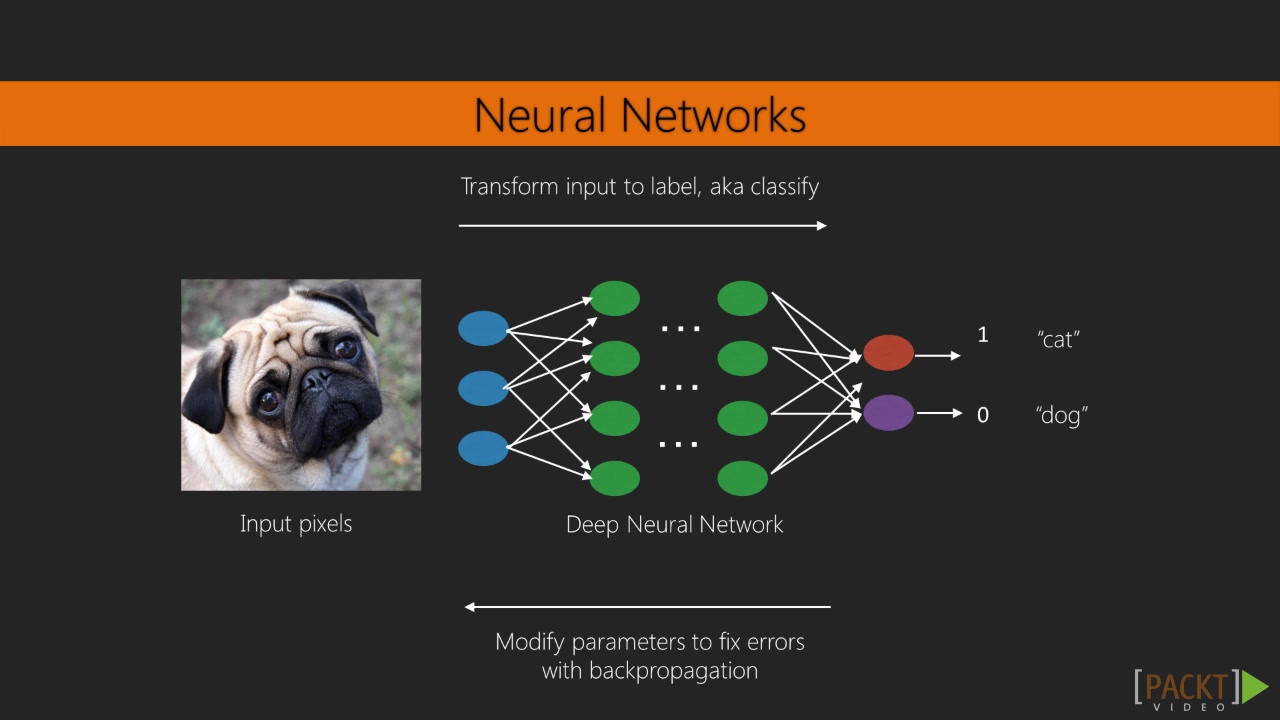 Neural Networks
Transform input to label, aka classify
1 "cat"
0 "dog"
Input pixels
Deep Neural Network
Modify parameters to fix errors
with backpropagation
[PACKT]
VIDEO